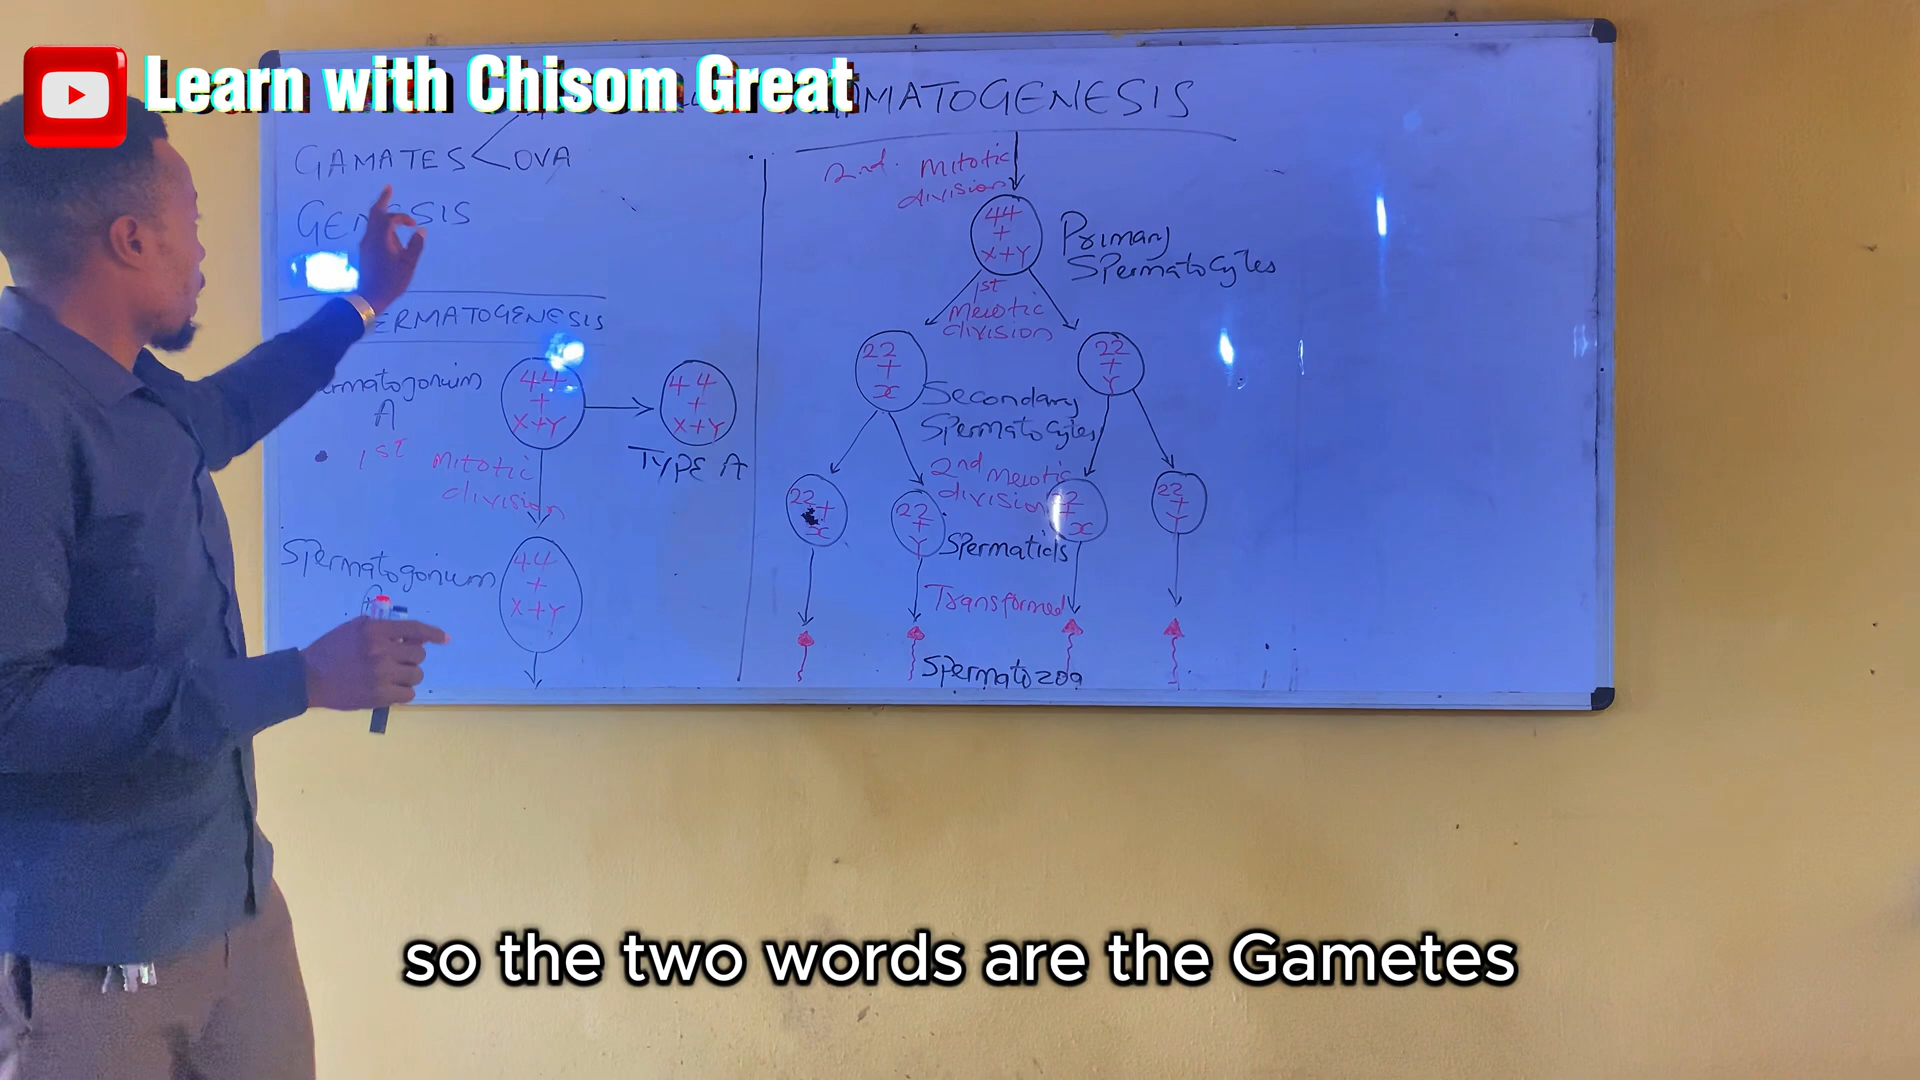 Learn with Chisom Great
MATOGENESIS
GAMATES < OVA
GENESIS
ERMATOGENESIS
rmatogonium
A
44
+
X+Y
44
+
X+Y
TYPE A
1ST Mitotic
division
Spermatogonium
44
+
X+Y
2nd. Mitotic
division
44
+
X+Y
Primary
Spermatocytes
1st
Meiotic
division
22
+
x
22
+
Y
Secondary
Spermatocytes
2nd Meiotic
division
22
+
x
22
+
Y
22
+
x
22
+
Y
Spermatids
Transformed
Spermatozoa
so the two words are the Gametes